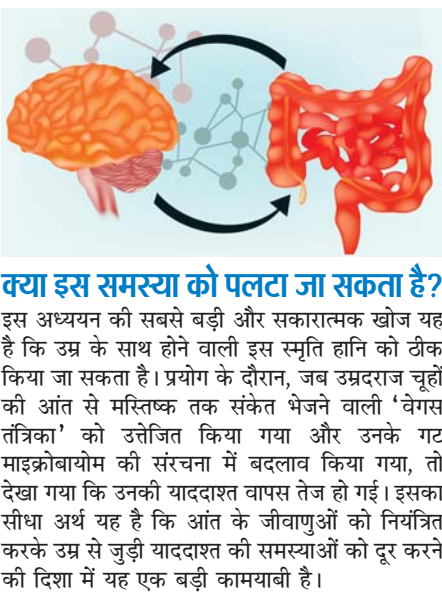 क्या इस समस्या को पलटा जा सकता है?
इस अध्ययन की सबसे बड़ी और सकारात्मक खोज यह
है कि उम्र के साथ होने वाली इस स्मृति हानि को ठीक
किया जा सकता है। प्रयोग के दौरान, जब उम्रदराज चूहों
की आंत से मस्तिष्क तक संकेत भेजने वाली ‘वेगस
तंत्रिका’ को उत्तेजित किया गया और उनके गट
माइक्रोबायोम की संरचना में बदलाव किया गया, तो
देखा गया कि उनकी याददाश्त वापस तेज हो गई। इसका
सीधा अर्थ यह है कि आंत के जीवाणुओं को नियंत्रित
करके उम्र से जुड़ी याददाश्त की समस्याओं को दूर करने
की दिशा में यह एक बड़ी कामयाबी है।